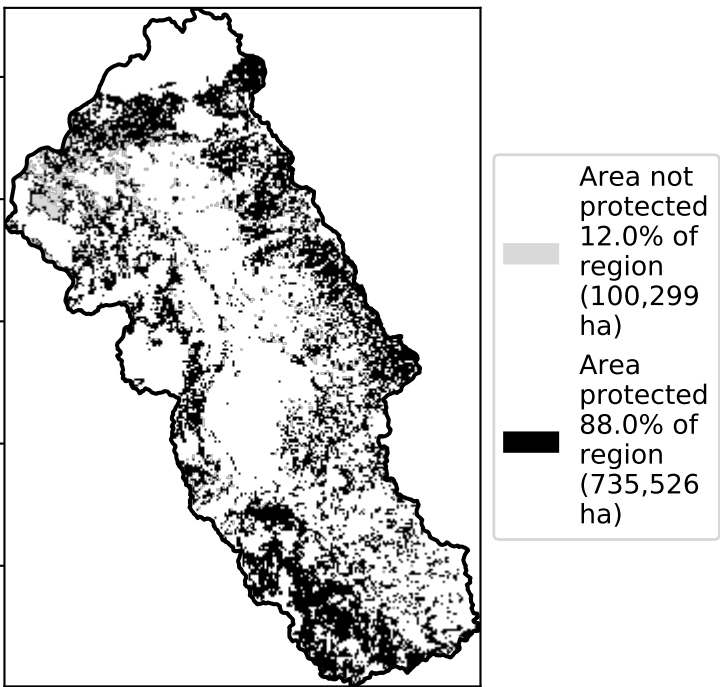 Area not
protected
12.0% of
region
(100,299
ha)
Area
protected
88.0% of
region
(735,526
ha)